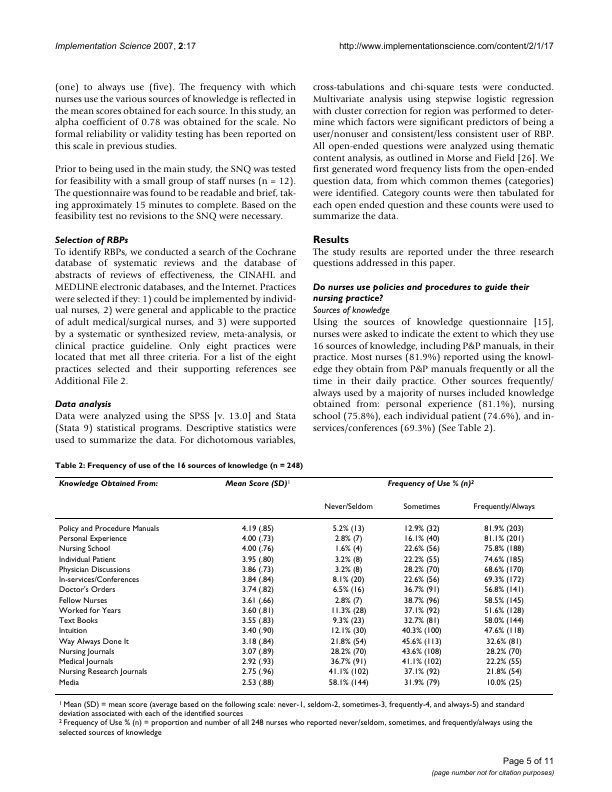 Implementation Science 2007, 2:17
http://www.implementationscience.com/content/2/1/17
(one) to always use (five). The frequency with which
nurses use the various sources of knowledge is reflected in
the mean scores obtained for each source. In this study, an
alpha coefficient of 0.78 was obtained for the scale. No
formal reliability or validity testing has been reported on
this scale in previous studies.
Prior to being used in the main study, the SNQ was tested
for feasibility with a small group of staff nurses (n = 12).
The questionnaire was found to be readable and brief, tak-
ing approximately 15 minutes to complete. Based on the
feasibility test no revisions to the SNQ were necessary.
Selection of RBPs
To identify RBPs, we conducted a search of the Cochrane
database of systematic reviews and the database of
abstracts of reviews of effectiveness, the CINAHL and
MEDLINE electronic databases, and the Internet. Practices
were selected if they: 1) could be implemented by individ-
ual nurses, 2) were general and applicable to the practice
of adult medical/surgical nurses, and 3) were supported
by a systematic or synthesized review, meta-analysis, or
clinical practice guideline. Only eight practices were
located that met all three criteria. For a list of the eight
practices selected and their supporting references see
Additional File 2.
Data analysis
Data were analyzed using the SPSS [v. 13.0] and Stata
(Stata 9) statistical programs. Descriptive statistics were
used to summarize the data. For dichotomous variables,
cross-tabulations and chi-square tests were conducted.
Multivariate analysis using stepwise logistic regression
with cluster correction for region was performed to deter-
mine which factors were significant predictors of being a
user/nonuser and consistent/less consistent user of RBP.
All open-ended questions were analyzed using thematic
content analysis, as outlined in Morse and Field [26]. We
first generated word frequency lists from the open-ended
question data, from which common themes (categories)
were identified. Category counts were then tabulated for
each open ended question and these counts were used to
summarize the data.
Results
The study results are reported under the three research
questions addressed in this paper.
Do nurses use policies and procedures to guide their
nursing practice?
Sources of knowledge
Using the sources of knowledge questionnaire [15],
nurses were asked to indicate the extent to which they use
16 sources of knowledge, including P&P manuals, in their
practice. Most nurses (81.9%) reported using the knowl-
edge they obtain from P&P manuals frequently or all the
time in their daily practice. Other sources frequently/
always used by a majority of nurses included knowledge
obtained from: personal experience (81.1%), nursing
school (75.8%), each individual patient (74.6%), and in-
services/conferences (69.3%) (See Table 2).
Table 2: Frequency of use of the 16 sources of knowledge (n = 248)
Knowledge Obtained From: Mean Score (SD)1 Frequency of Use % (n)2
Never/Seldom Sometimes Frequently/Always
Policy and Procedure Manuals 4.19 (.85) 5.2% (13) 12.9% (32) 81.9% (203)
Personal Experience 4.00 (.73) 2.8% (7) 16.1% (40) 81.1% (201)
Nursing School 4.00 (.76) 1.6% (4) 22.6% (56) 75.8% (188)
Individual Patient 3.95 (.80) 3.2% (8) 22.2% (55) 74.6% (185)
Physician Discussions 3.86 (.73) 3.2% (8) 28.2% (70) 68.6% (170)
In-services/Conferences 3.84 (.84) 8.1% (20) 22.6% (56) 69.3% (172)
Doctor's Orders 3.74 (.82) 6.5% (16) 36.7% (91) 56.8% (141)
Fellow Nurses 3.61 (.66) 2.8% (7) 38.7% (96) 58.5% (145)
Worked for Years 3.60 (.81) 11.3% (28) 37.1% (92) 51.6% (128)
Text Books 3.55 (.83) 9.3% (23) 32.7% (81) 58.0% (144)
Intuition 3.40 (.90) 12.1% (30) 40.3% (100) 47.6% (118)
Way Always Done It 3.18 (.84) 21.8% (54) 45.6% (113) 32.6% (81)
Nursing Journals 3.07 (.89) 28.2% (70) 43.6% (108) 28.2% (70)
Medical Journals 2.92 (.93) 36.7% (91) 41.1% (102) 22.2% (55)
Nursing Research Journals 2.75 (.96) 41.1% (102) 37.1% (92) 21.8% (54)
Media 2.53 (.88) 58.1% (144) 31.9% (79) 10.0% (25)
1 Mean (SD) = mean score (average based on the following scale: never-1, seldom-2, sometimes-3, frequently-4, and always-5) and standard
deviation associated with each of the identified sources
2 Frequency of Use % (n) = proportion and number of all 248 nurses who reported never/seldom, sometimes, and frequently/always using the
selected sources of knowledge
Page 5 of 11
(page number not for citation purposes)